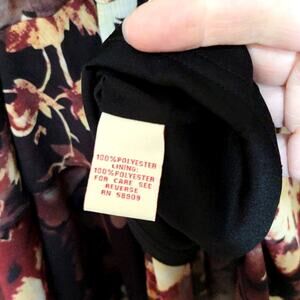 100%POLYESTER
LINING:
100%POLYESTER
FOR CARE SEE
REVERSE
RN 58909